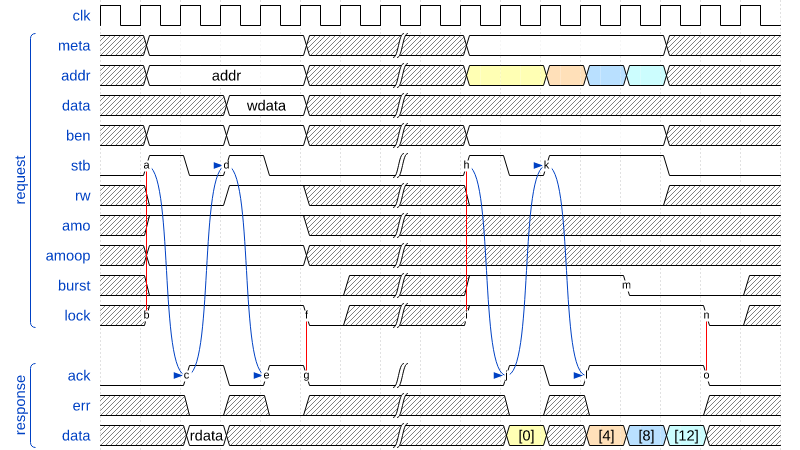 clk
meta
addr addr
data wdata
ben
stb a d h k
rw
amo
amoop
burst m
lock b f i n
ack c e g j l o
err
data rdata [0] [4] [8] [12]
request
response